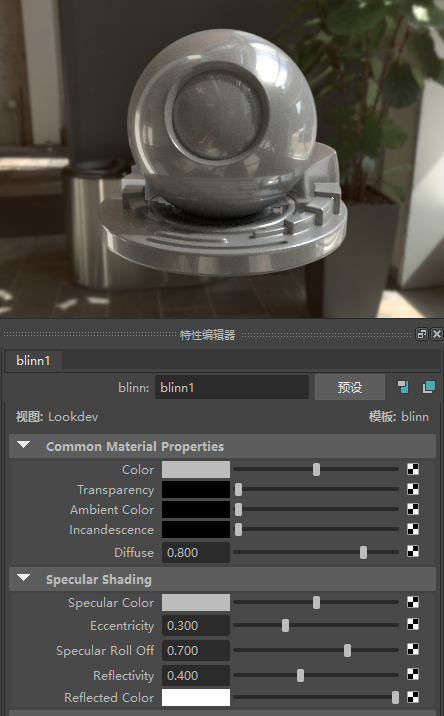 特性编辑器
blinn1
blinn: blinn1 预设
视图: Lookdev 模板: blinn
Common Material Properties
Color
Transparency
Ambient Color
Incandescence
Diffuse 0.800
Specular Shading
Specular Color
Eccentricity 0.300
Specular Roll Off 0.700
Reflectivity 0.400
Reflected Color